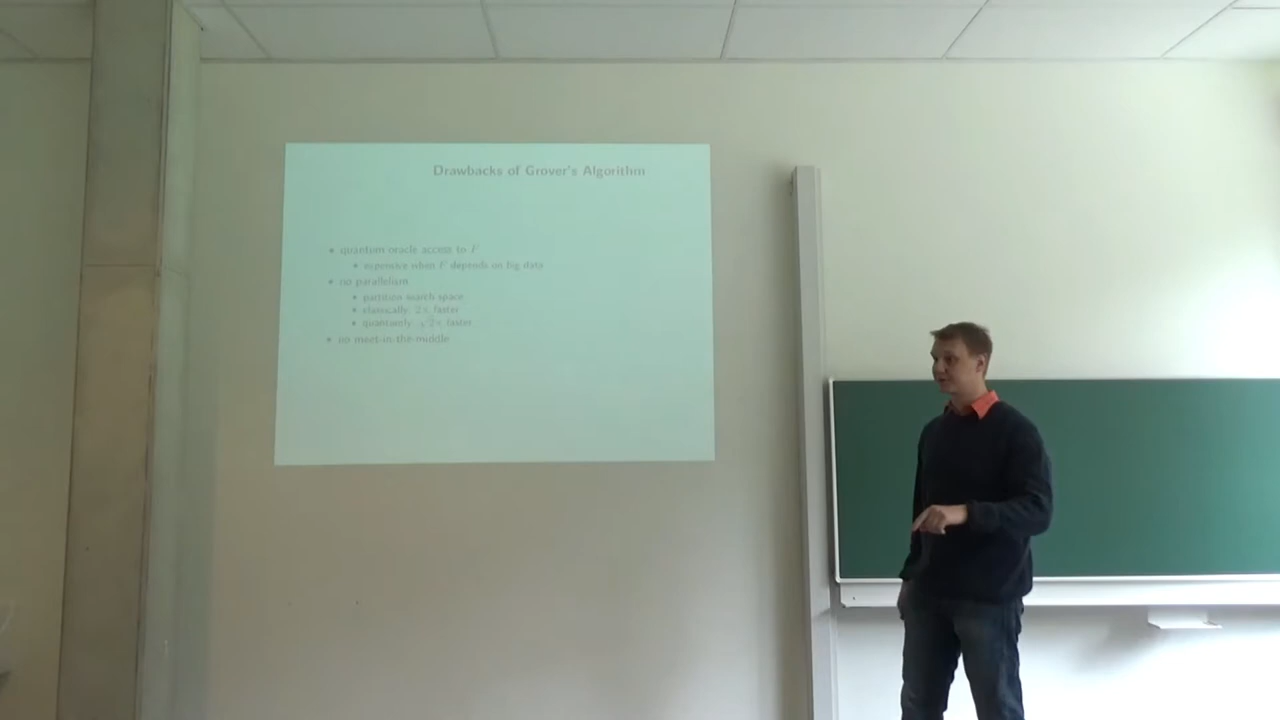 Drawbacks of Grover's Algorithm
• quantum oracle access to F
• expensive when F depends on big data
• no parallelism
• partition search space
• classically: 2× faster
• quantumly: √2× faster
• no meet-in-the-middle